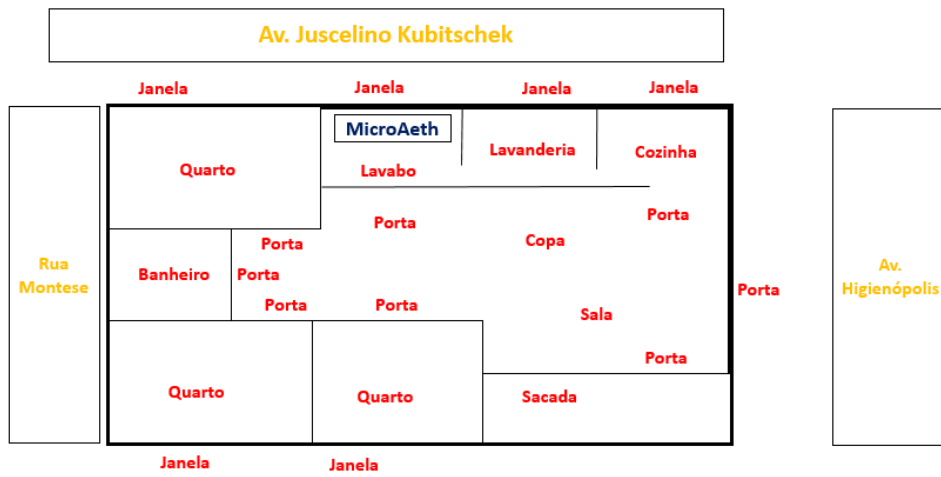 Av. Juscelino Kubitschek
Janela
Janela
Janela
Janela
MicroAeth
Quarto
Lavabo
Lavanderia
Cozinha
Porta
Porta
Porta
Copa
Rua
Montese
Banheiro
Porta
Porta
Av.
Higienópolis
Porta
Porta
Sala
Porta
Quarto
Quarto
Sacada
Janela
Janela